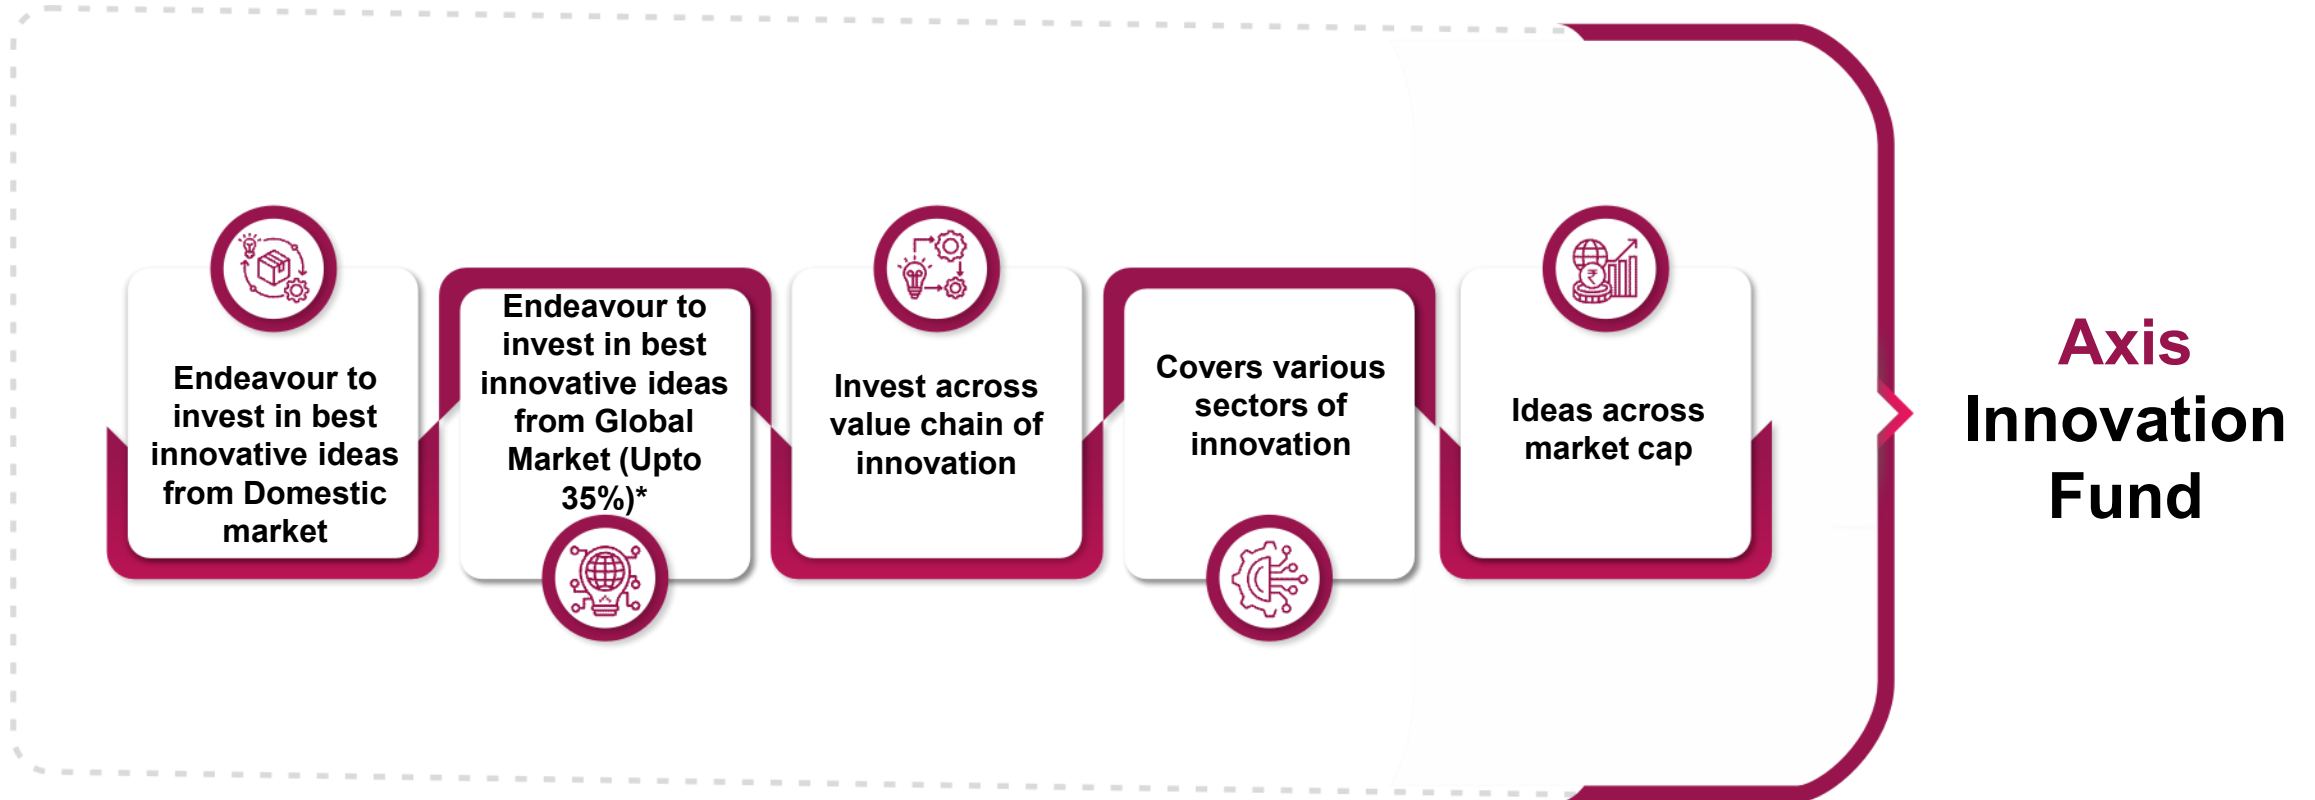 Endeavour to
invest in best
innovative ideas
from Domestic
market
Endeavour to
invest in best
innovative ideas
from Global
Market (Upto
35%)*
Invest across
value chain of
innovation
Covers various
sectors of
innovation
₹
Ideas across
market cap
Axis
Innovation
Fund